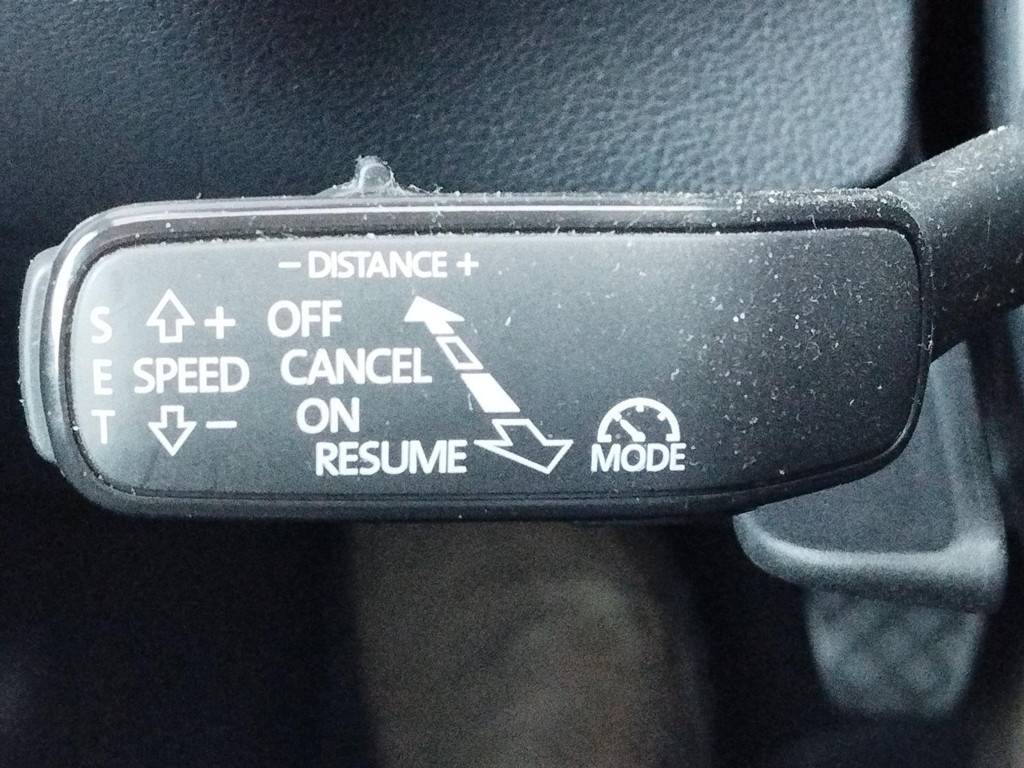 − DISTANCE +
S + OFF
E SPEED CANCEL
T − ON
RESUME MODE